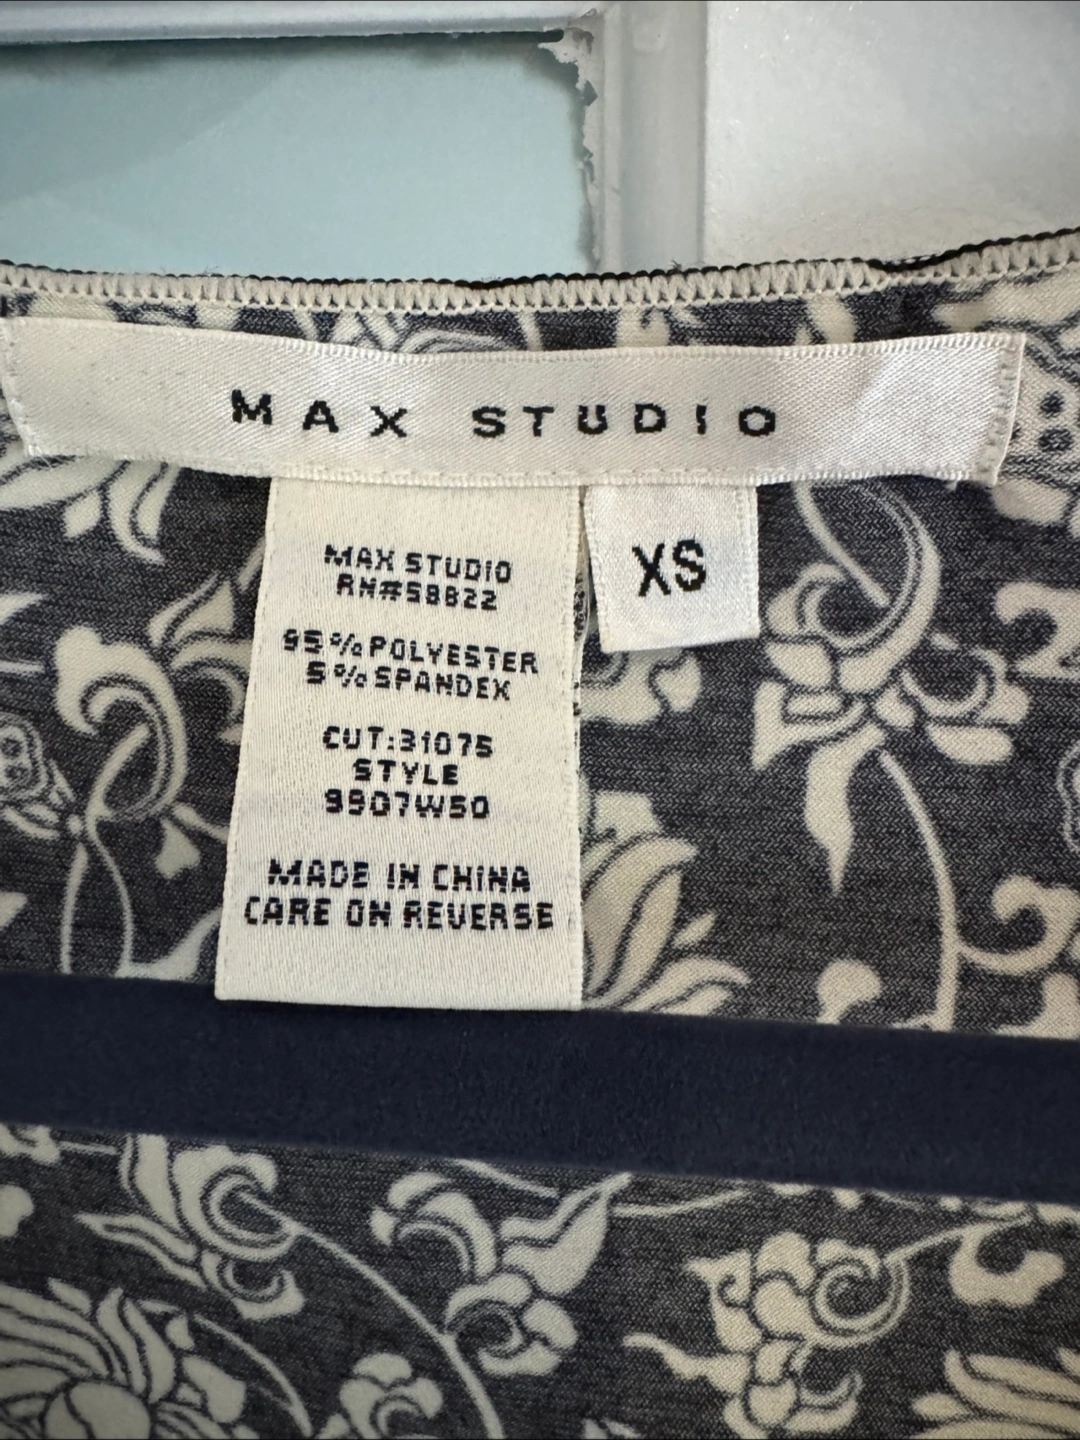 MAX STUDIO
XS
MAX STUDIO
RN#58822
95%POLYESTER
5%SPANDEX
CUT:31075
STYLE
9907W50
MADE IN CHINA
CARE ON REVERSE